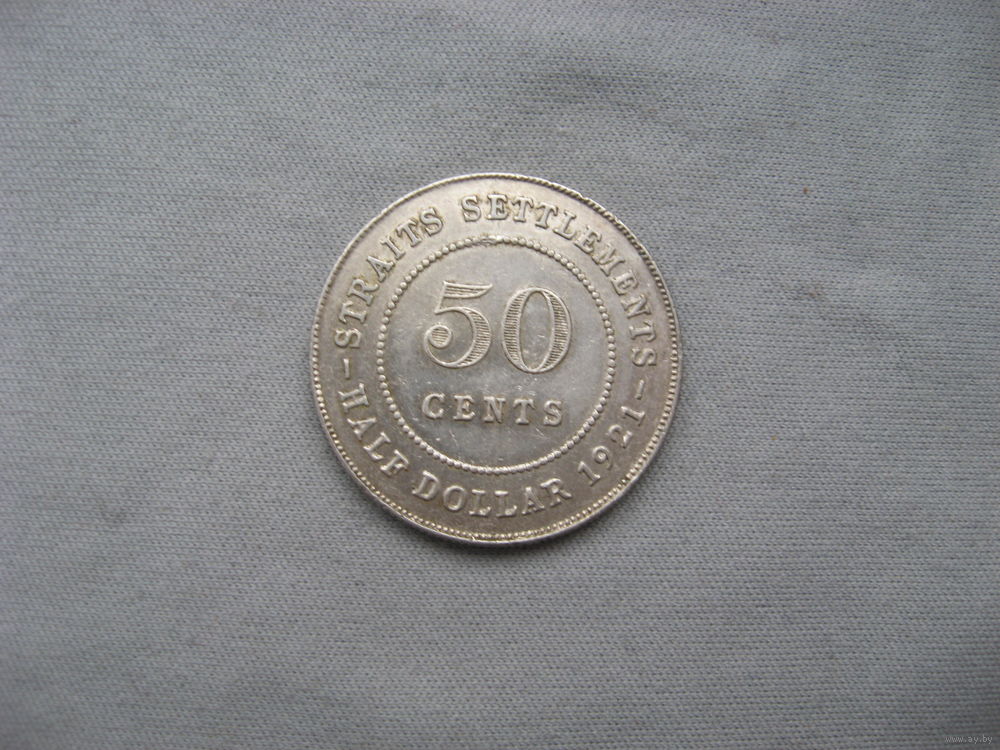 STRAITS SETTLEMENTS
50
CENTS
HALF DOLLAR 1921
www.ay.by